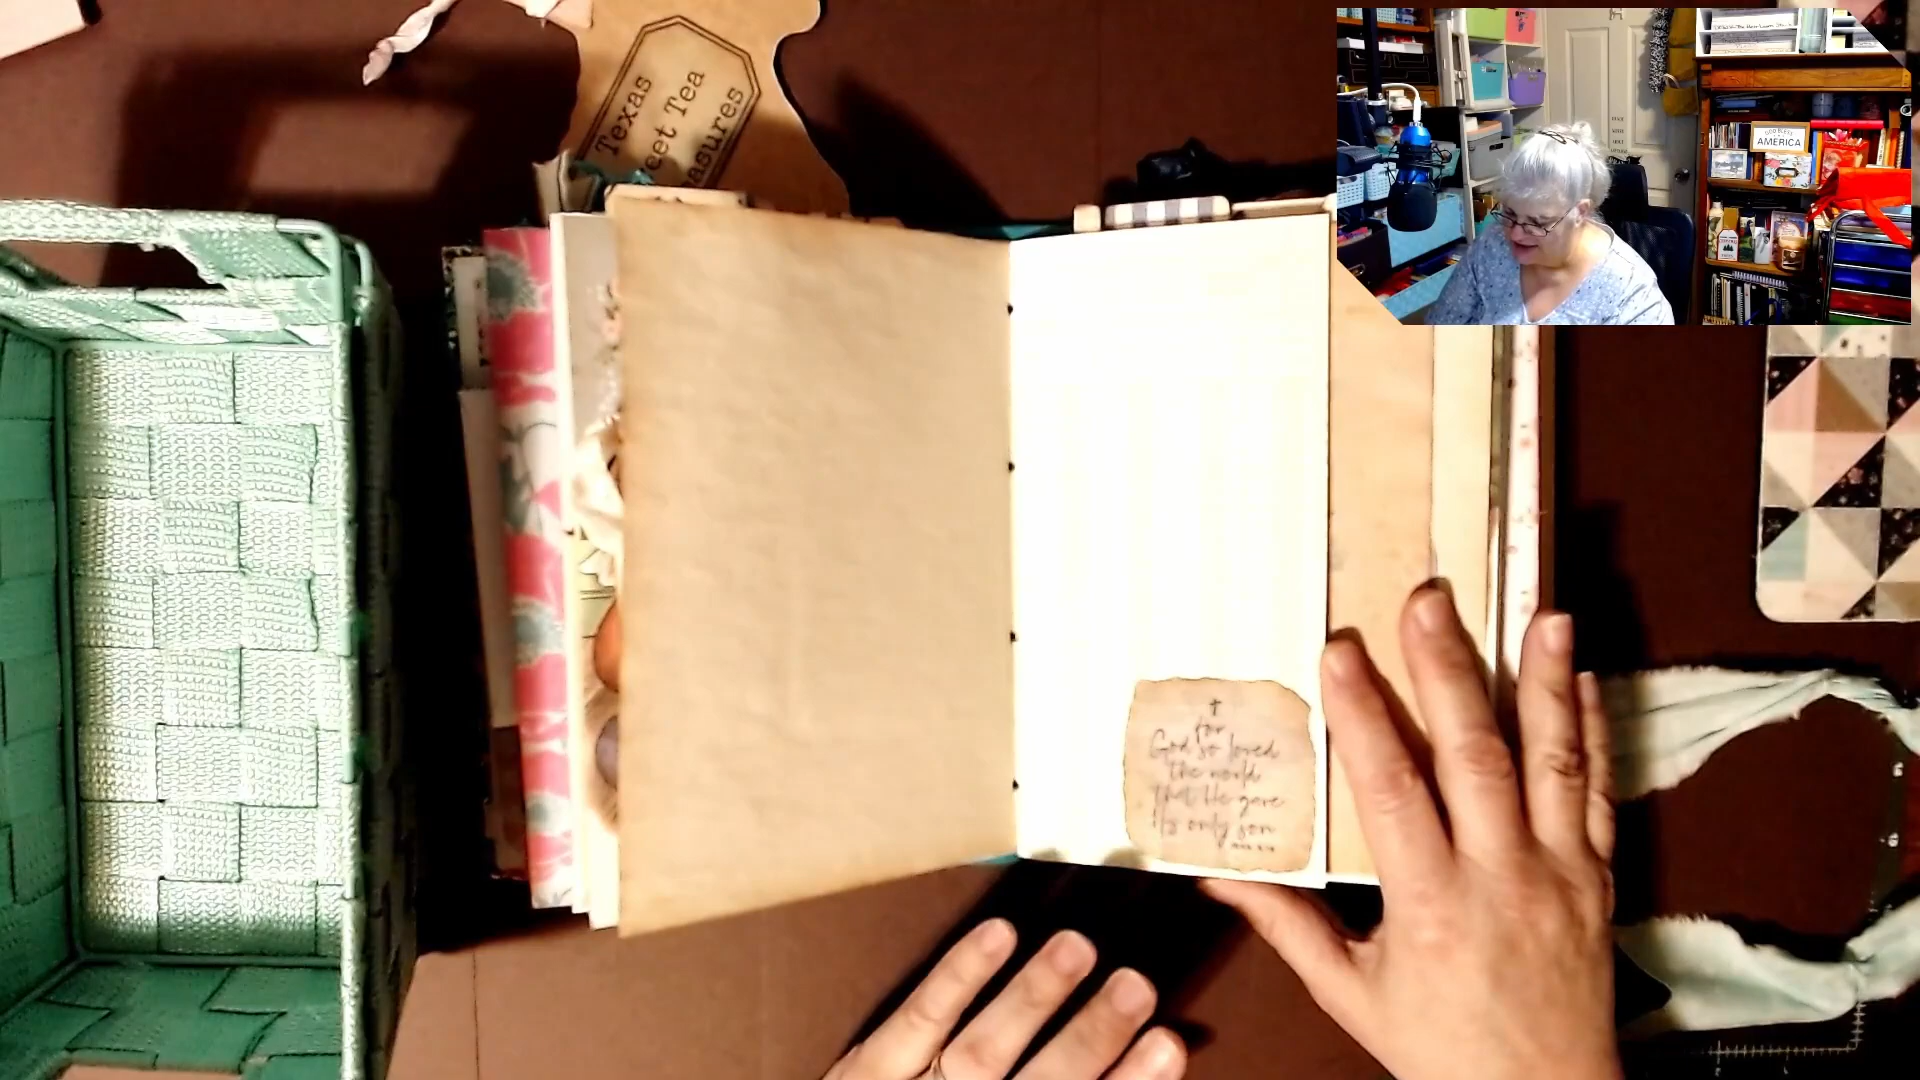 Texas
eet Tea
asures
GOD BLESS
AMERICA
for
God so loved
the world
that He gave
His only son